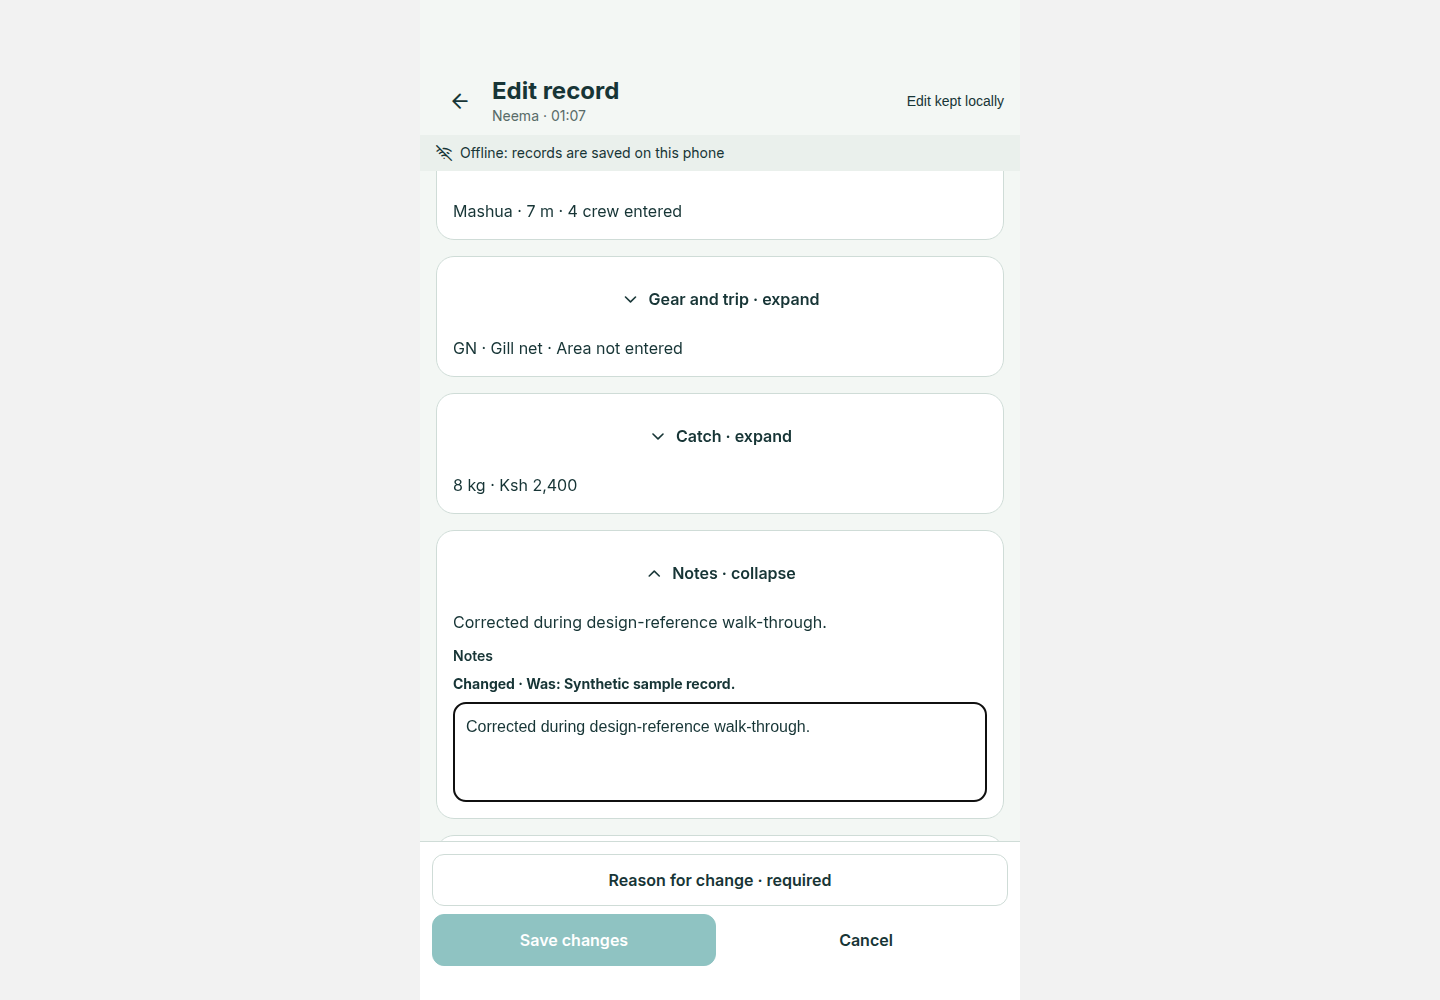 Edit record
Neema · 01:07
Edit kept locally
Offline: records are saved on this phone
Mashua · 7 m · 4 crew entered
Gear and trip · expand
GN · Gill net · Area not entered
Catch · expand
8 kg · Ksh 2,400
Notes · collapse
Corrected during design-reference walk-through.
Notes
Changed · Was: Synthetic sample record.
Corrected during design-reference walk-through.
Reason for change · required
Save changes
Cancel